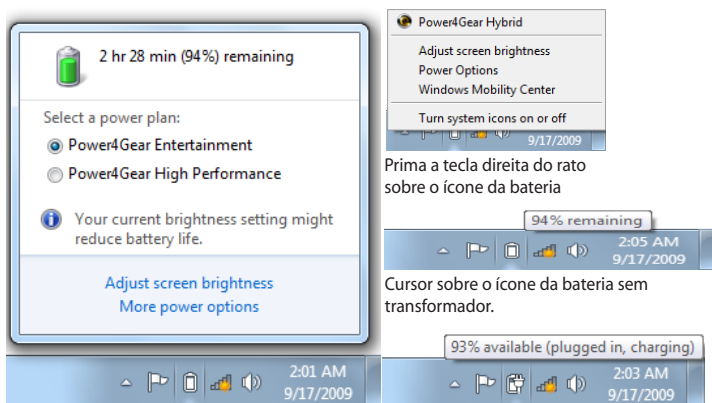 2 hr 28 min (94%) remaining
Select a power plan:
Power4Gear Entertainment
Power4Gear High Performance
Your current brightness setting might
reduce battery life.
Adjust screen brightness
More power options
2:01 AM
9/17/2009
Power4Gear Hybrid
Adjust screen brightness
Power Options
Windows Mobility Center
Turn system icons on or off
9/17/2009
Prima a tecla direita do rato
sobre o ícone da bateria
94% remaining
2:05 AM
9/17/2009
Cursor sobre o ícone da bateria sem
transformador.
93% available (plugged in, charging)
2:03 AM
9/17/2009